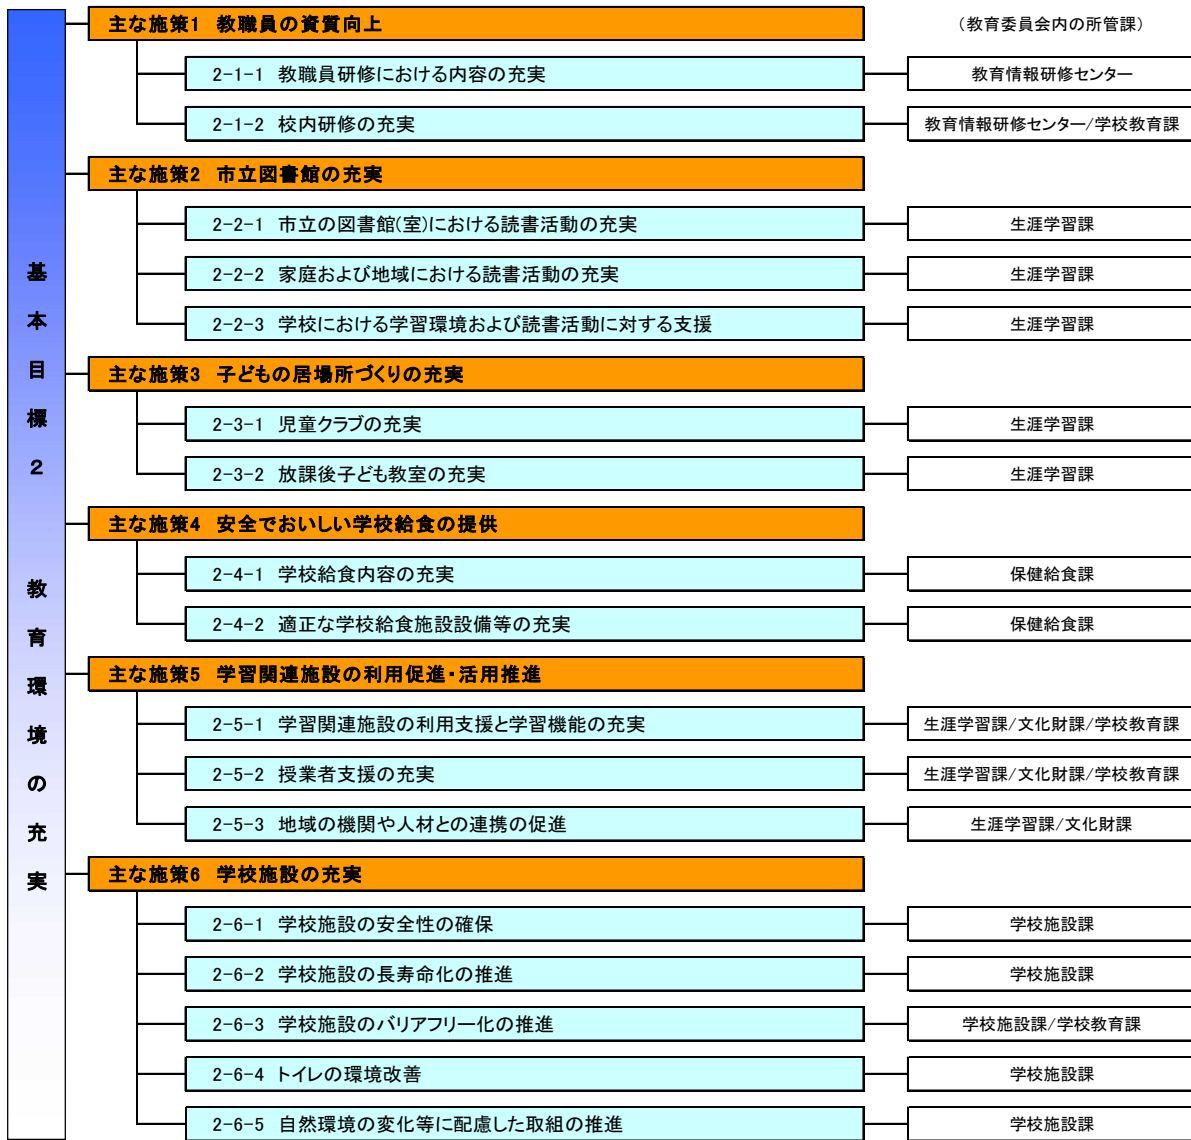 基本目標2 教育環境の充実
主な施策1 教職員の資質向上
(教育委員会内の所管課)
2-1-1 教職員研修における内容の充実
教育情報研修センター
2-1-2 校内研修の充実
教育情報研修センター/学校教育課
主な施策2 市立図書館の充実
2-2-1 市立の図書館(室)における読書活動の充実
生涯学習課
2-2-2 家庭および地域における読書活動の充実
生涯学習課
2-2-3 学校における学習環境および読書活動に対する支援
生涯学習課
主な施策3 子どもの居場所づくりの充実
2-3-1 児童クラブの充実
生涯学習課
2-3-2 放課後子ども教室の充実
生涯学習課
主な施策4 安全でおいしい学校給食の提供
2-4-1 学校給食内容の充実
保健給食課
2-4-2 適正な学校給食施設設備等の充実
保健給食課
主な施策5 学習関連施設の利用促進・活用推進
2-5-1 学習関連施設の利用支援と学習機能の充実
生涯学習課/文化財課/学校教育課
2-5-2 授業者支援の充実
生涯学習課/文化財課/学校教育課
2-5-3 地域の機関や人材との連携の促進
生涯学習課/文化財課
主な施策6 学校施設の充実
2-6-1 学校施設の安全性の確保
学校施設課
2-6-2 学校施設の長寿命化の推進
学校施設課
2-6-3 学校施設のバリアフリー化の推進
学校施設課/学校教育課
2-6-4 トイレの環境改善
学校施設課
2-6-5 自然環境の変化等に配慮した取組の推進
学校施設課